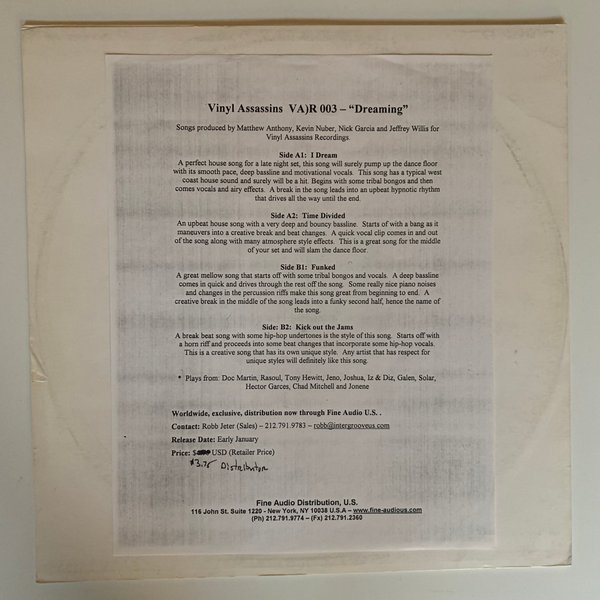 Vinyl Assassins VA)R 003 – “Dreaming”
Songs produced by Matthew Anthony, Kevin Nuber, Nick Garcia and Jeffrey Willis for
Vinyl Assassins Recordings.
Side A1: I Dream
A perfect house song for a late night set, this song will surely pump up the dance floor
with its smooth pace, deep bassline and motivational vocals. This song has a typical west
coast house sound and surely will be a hit. Begins with some tribal bongos and then
comes vocals and airy effects. A break in the song leads into an upbeat hypnotic rhythm
that drives all the way until the end.
Side A2: Time Divided
An upbeat house song with a very deep and bouncy bassline. Starts of with a bang as it
maneuvers into a creative break and beat changes. A quick vocal clip comes in and out
of the song along with many atmosphere style effects. This is a great song for the middle
of your set and will slam the dance floor.
Side B1: Funked
A great mellow song that starts off with some tribal bongos and vocals. A deep bassline
comes in quick and drives through the rest off the song. Some really nice piano noises
and changes in the percussion riffs make this song great from beginning to end. A
creative break in the middle of the song leads into a funky second half, hence the name of
the song.
Side: B2: Kick out the Jams
A break beat song with some hip-hop undertones is the style of this song. Starts off with
a horn riff and proceeds into some beat changes that incorporate some hip-hop vocals.
This is a creative song that has its own unique style. Any artist that has respect for
unique styles will definitely like this song.
* Plays from: Doc Martin, Rasoul, Tony Hewitt, Jeno, Joshua, Iz & Diz, Galen, Solar,
Hector Garces, Chad Mitchell and Jonene
Worldwide, exclusive, distribution now through Fine Audio U.S. .
Contact: Robb Jeter (Sales) – 212.791.9783 – robb@intergrooveus.com
Release Date: Early January
Price: $ USD (Retailer Price)
$3.75 Distributor
Fine Audio Distribution, U.S.
116 John St. Suite 1220 - New York, NY 10038 U.S.A – www.fine-audious.com
(Ph) 212.791.9774 – (Fx) 212.791.2360